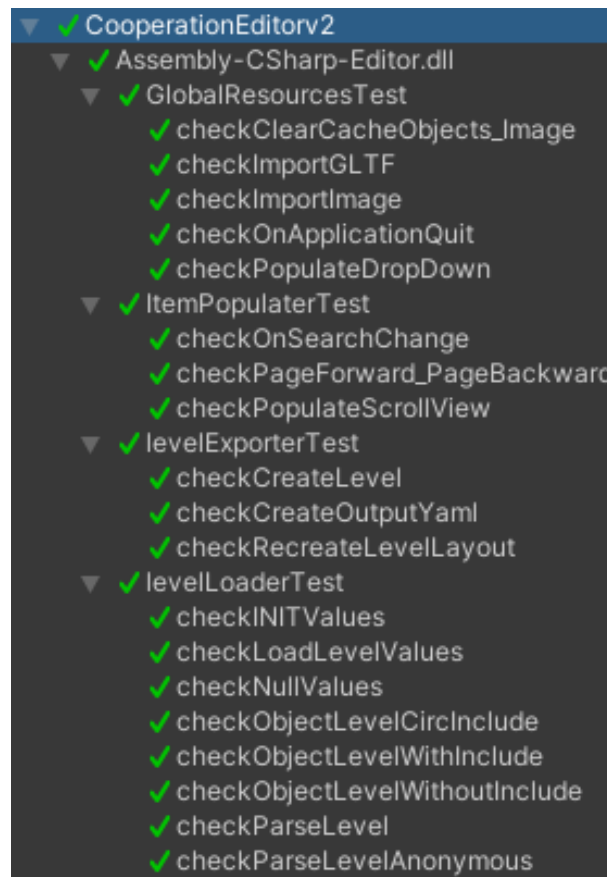 CooperationEditorv2
Assembly-CSharp-Editor.dll
GlobalResourcesTest
checkClearCacheObjects_Image
checkImportGLTF
checkImportImage
checkOnApplicationQuit
checkPopulateDropDown
ItemPopulaterTest
checkOnSearchChange
checkPageForward_PageBackward
checkPopulateScrollView
levelExporterTest
checkCreateLevel
checkCreateOutputYaml
checkRecreateLevelLayout
levelLoaderTest
checkINITValues
checkLoadLevelValues
checkNullValues
checkObjectLevelCircInclude
checkObjectLevelWithInclude
checkObjectLevelWithoutInclude
checkParseLevel
checkParseLevelAnonymous